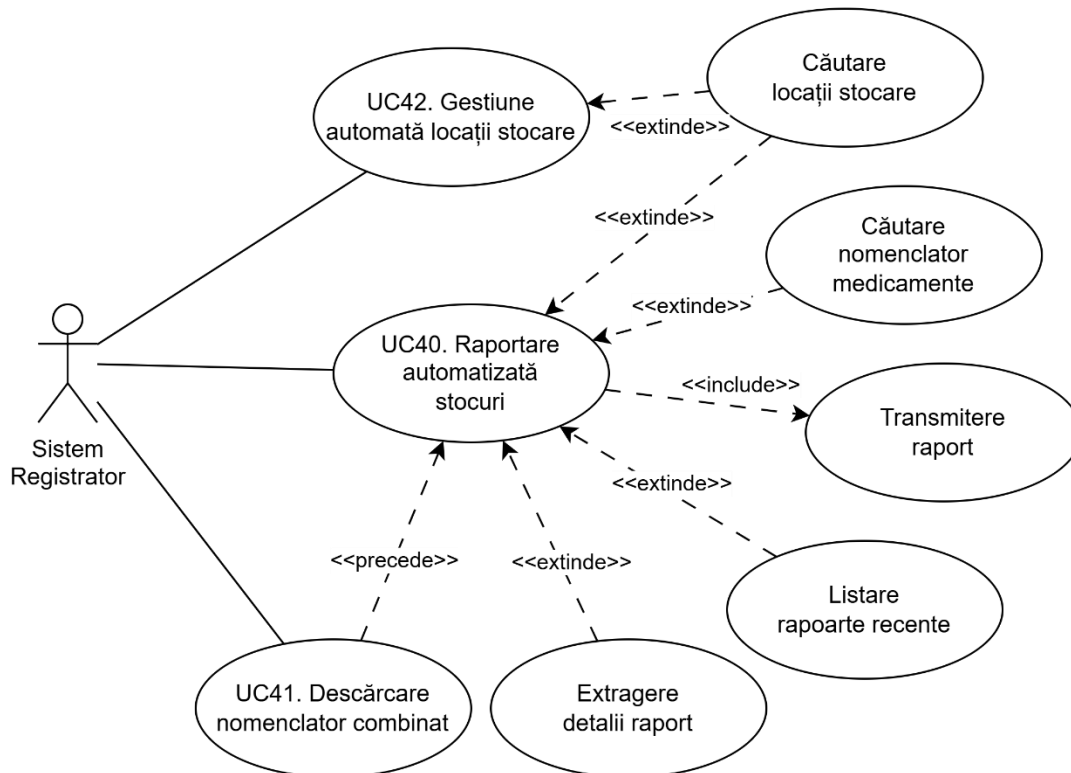 Căutare
locații stocare
UC42. Gestiune
automată locații stocare
<<extinde>>
<<extinde>>
Căutare
nomenclator
medicamente
<<extinde>>
UC40. Raportare
automatizată
stocuri
<<include>>
Transmitere
raport
Sistem
Registrator
<<extinde>>
<<precede>>
<<extinde>>
Listare
rapoarte recente
UC41. Descărcare
nomenclator combinat
Extragere
detalii raport